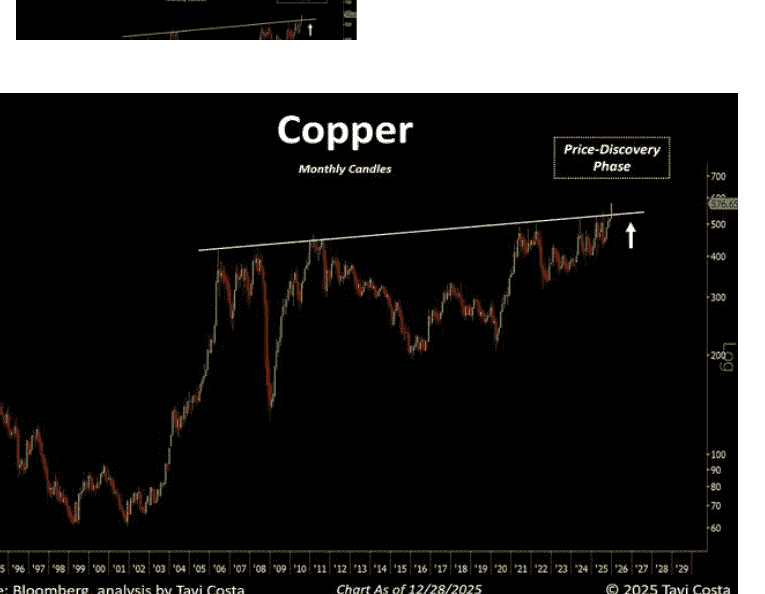 Copper
Monthly Candles
Price-Discovery
Phase
700
576.65
500
400
300
200
Log
100
90
80
70
60
'96 '97 '98 '99 '00 '01 '02 '03 '04 '05 '06 '07 '08 '09 '10 '11 '12 '13 '14 '15 '16 '17 '18 '19 '20 '21 '22 '23 '24 '25 '26 '27 '28 '29
e: Bloomberg, analysis by Tavi Costa
Chart As of 12/28/2025
© 2025 Tavi Costa